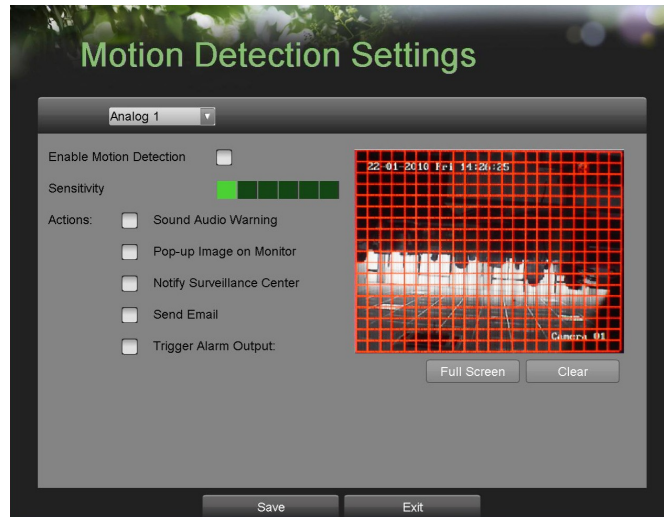 Motion Detection Settings
Analog 1
Enable Motion Detection
Sensitivity
Actions:
Sound Audio Warning
Pop-up Image on Monitor
Notify Surveillance Center
Send Email
Trigger Alarm Output:
22-01-2010 Fri 14:26:25
Camera 01
Full Screen
Clear
Save
Exit